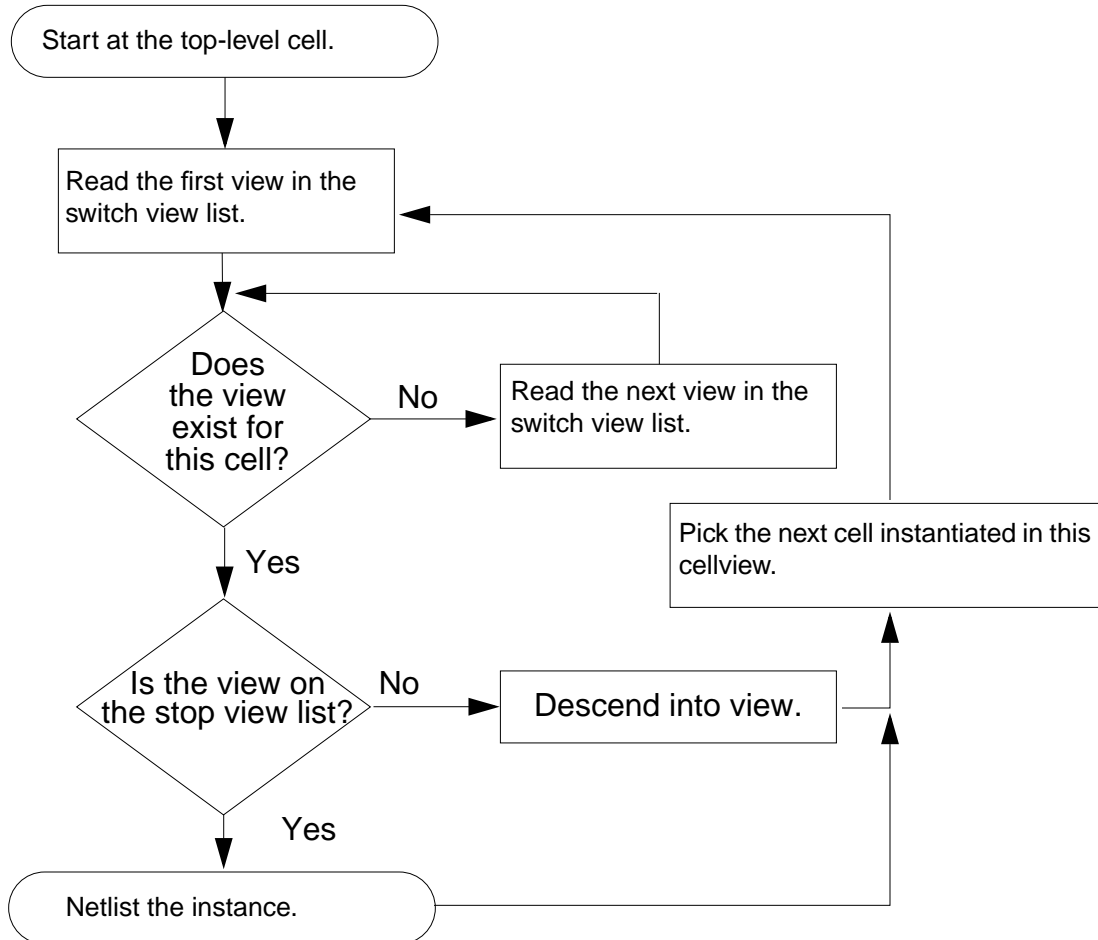 Start at the top-level cell.
Read the first view in the
switch view list.
Does
the view
exist for
this cell?
No
Read the next view in the
switch view list.
Yes
Pick the next cell instantiated in this
cellview.
Is the view on
the stop view list?
No
Descend into view.
Yes
Netlist the instance.